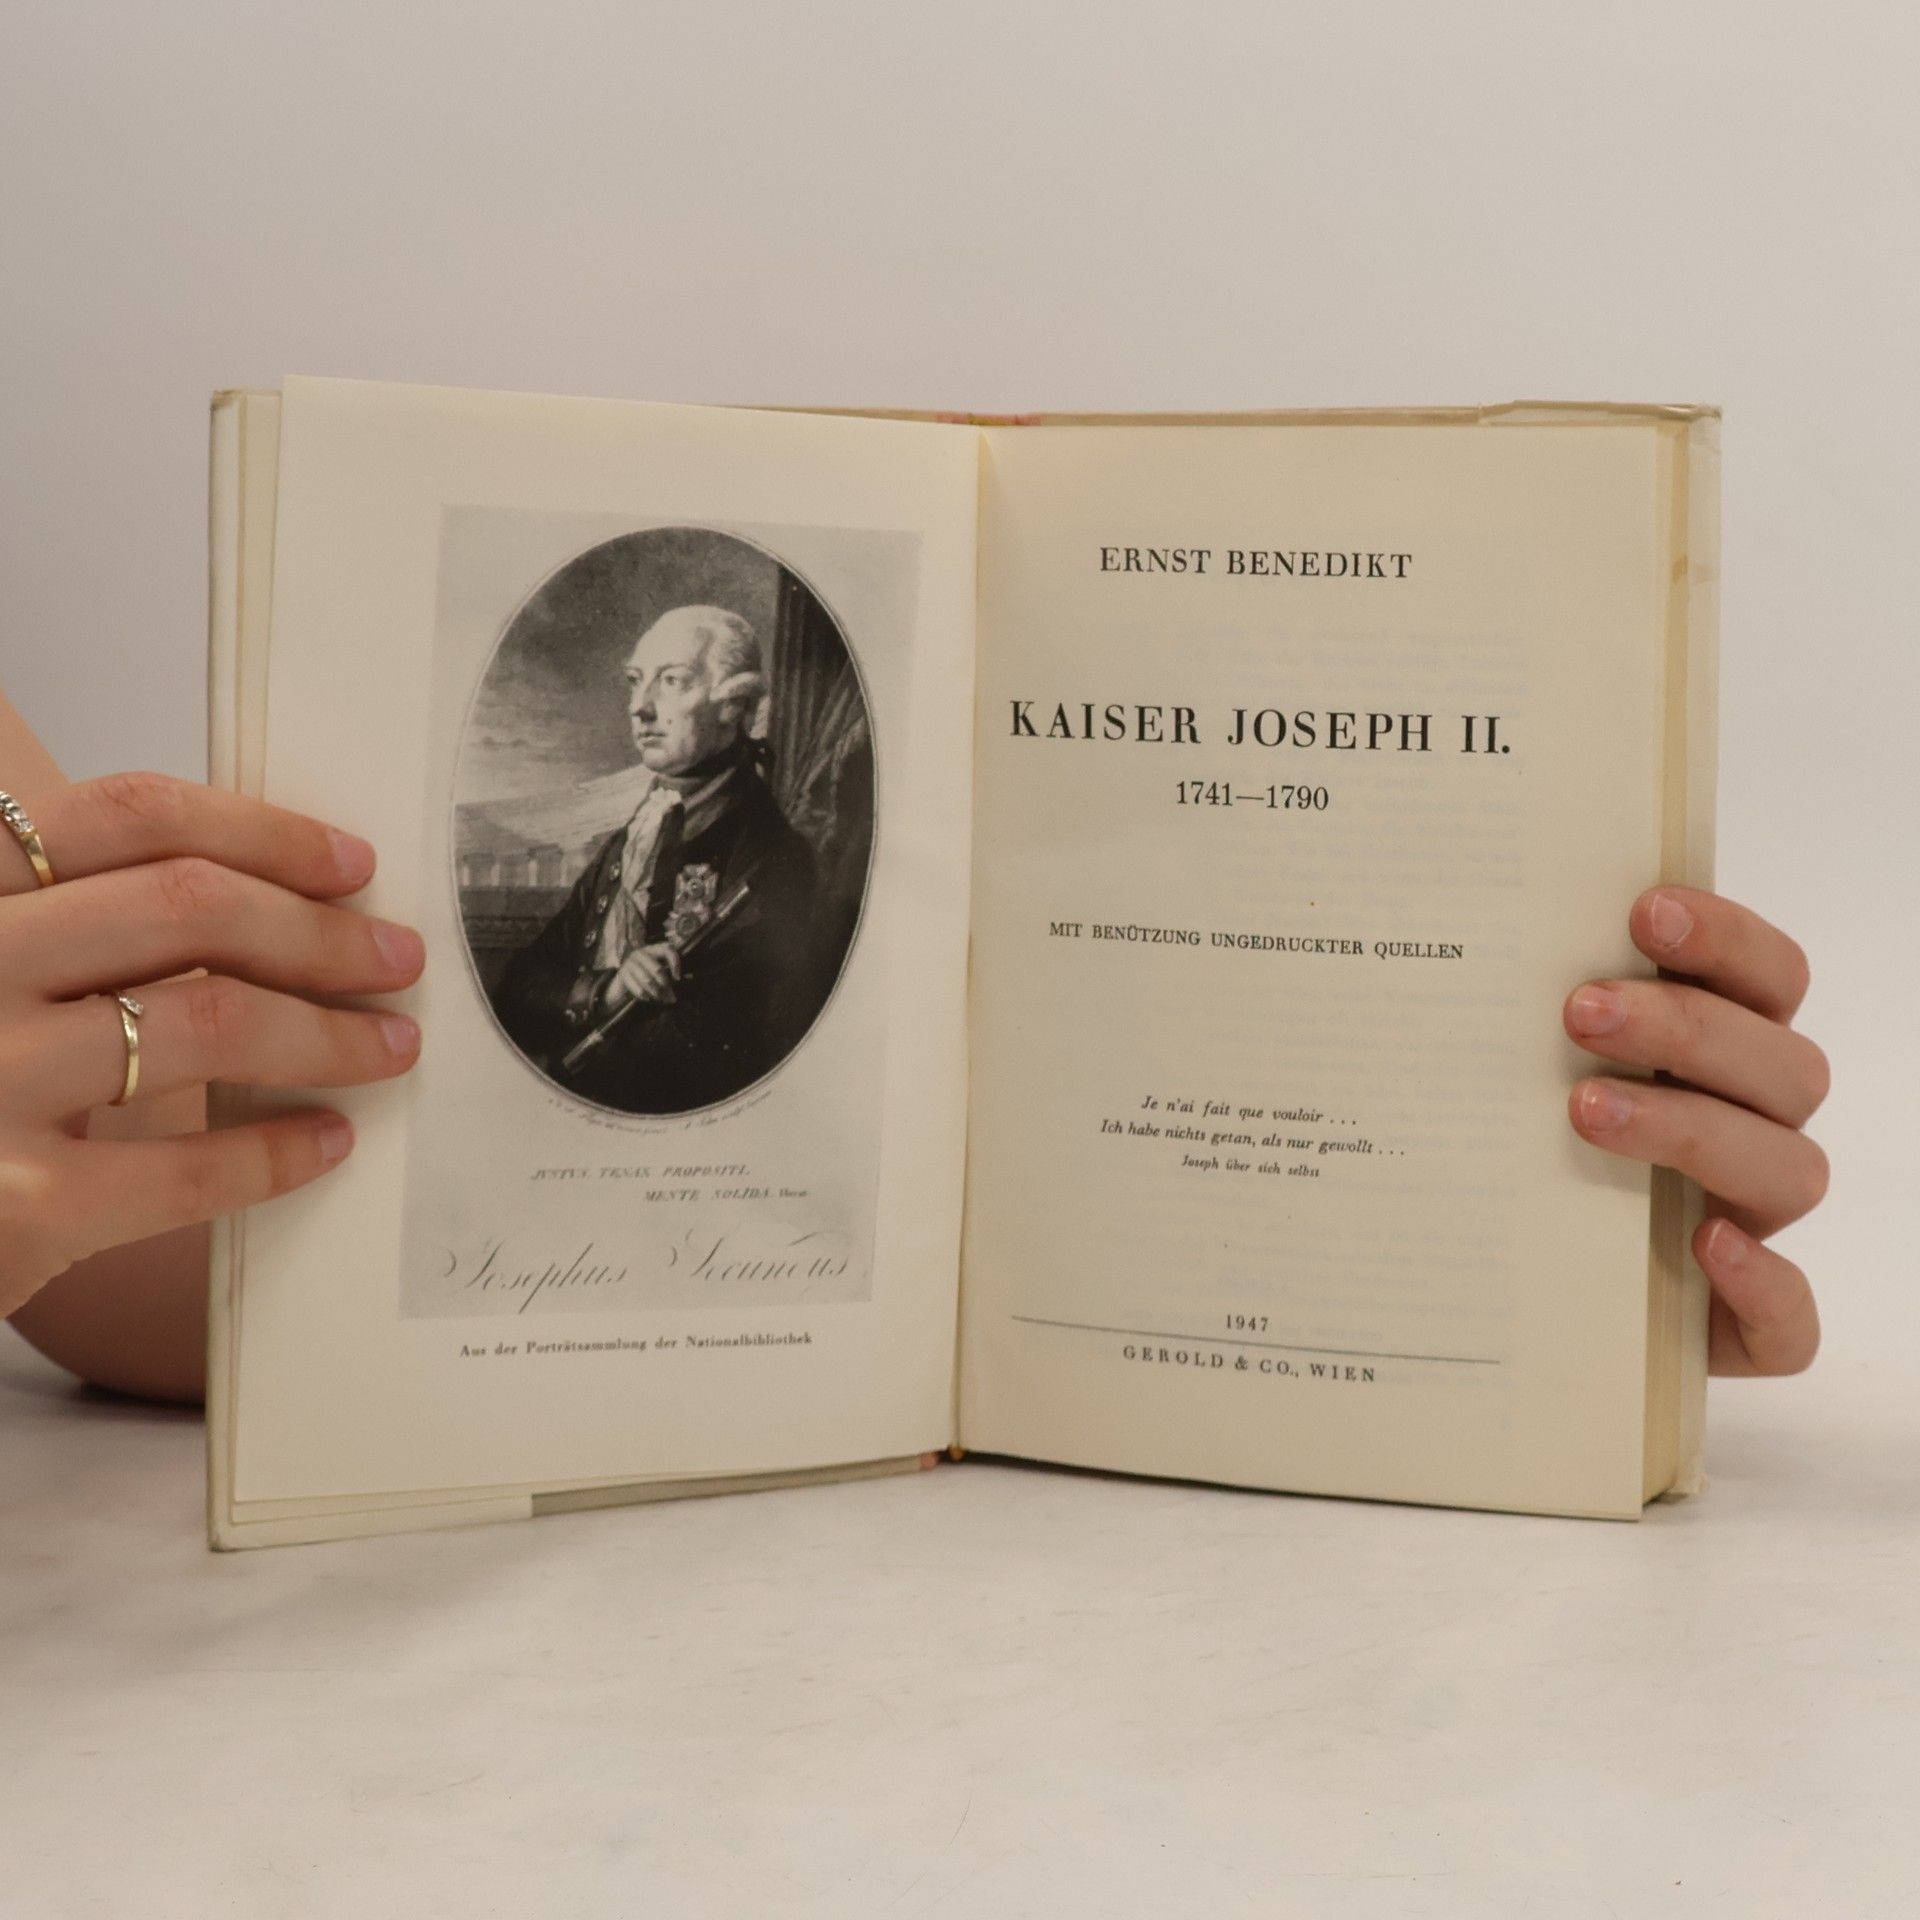 JVSTVS. TENAX PROPOSITI.
MENTE SOLIDA. Horat.
Josephus Secundus
Aus der Porträtsammlung der Nationalbibliothek
ERNST BENEDIKT
KAISER JOSEPH II.
1741—1790
MIT BENÜTZUNG UNGEDRUCKTER QUELLEN
Je n'ai fait que vouloir . . .
Ich habe nichts getan, als nur gewollt . . .
Joseph über sich selbst
1947
GEROLD & CO., WIEN